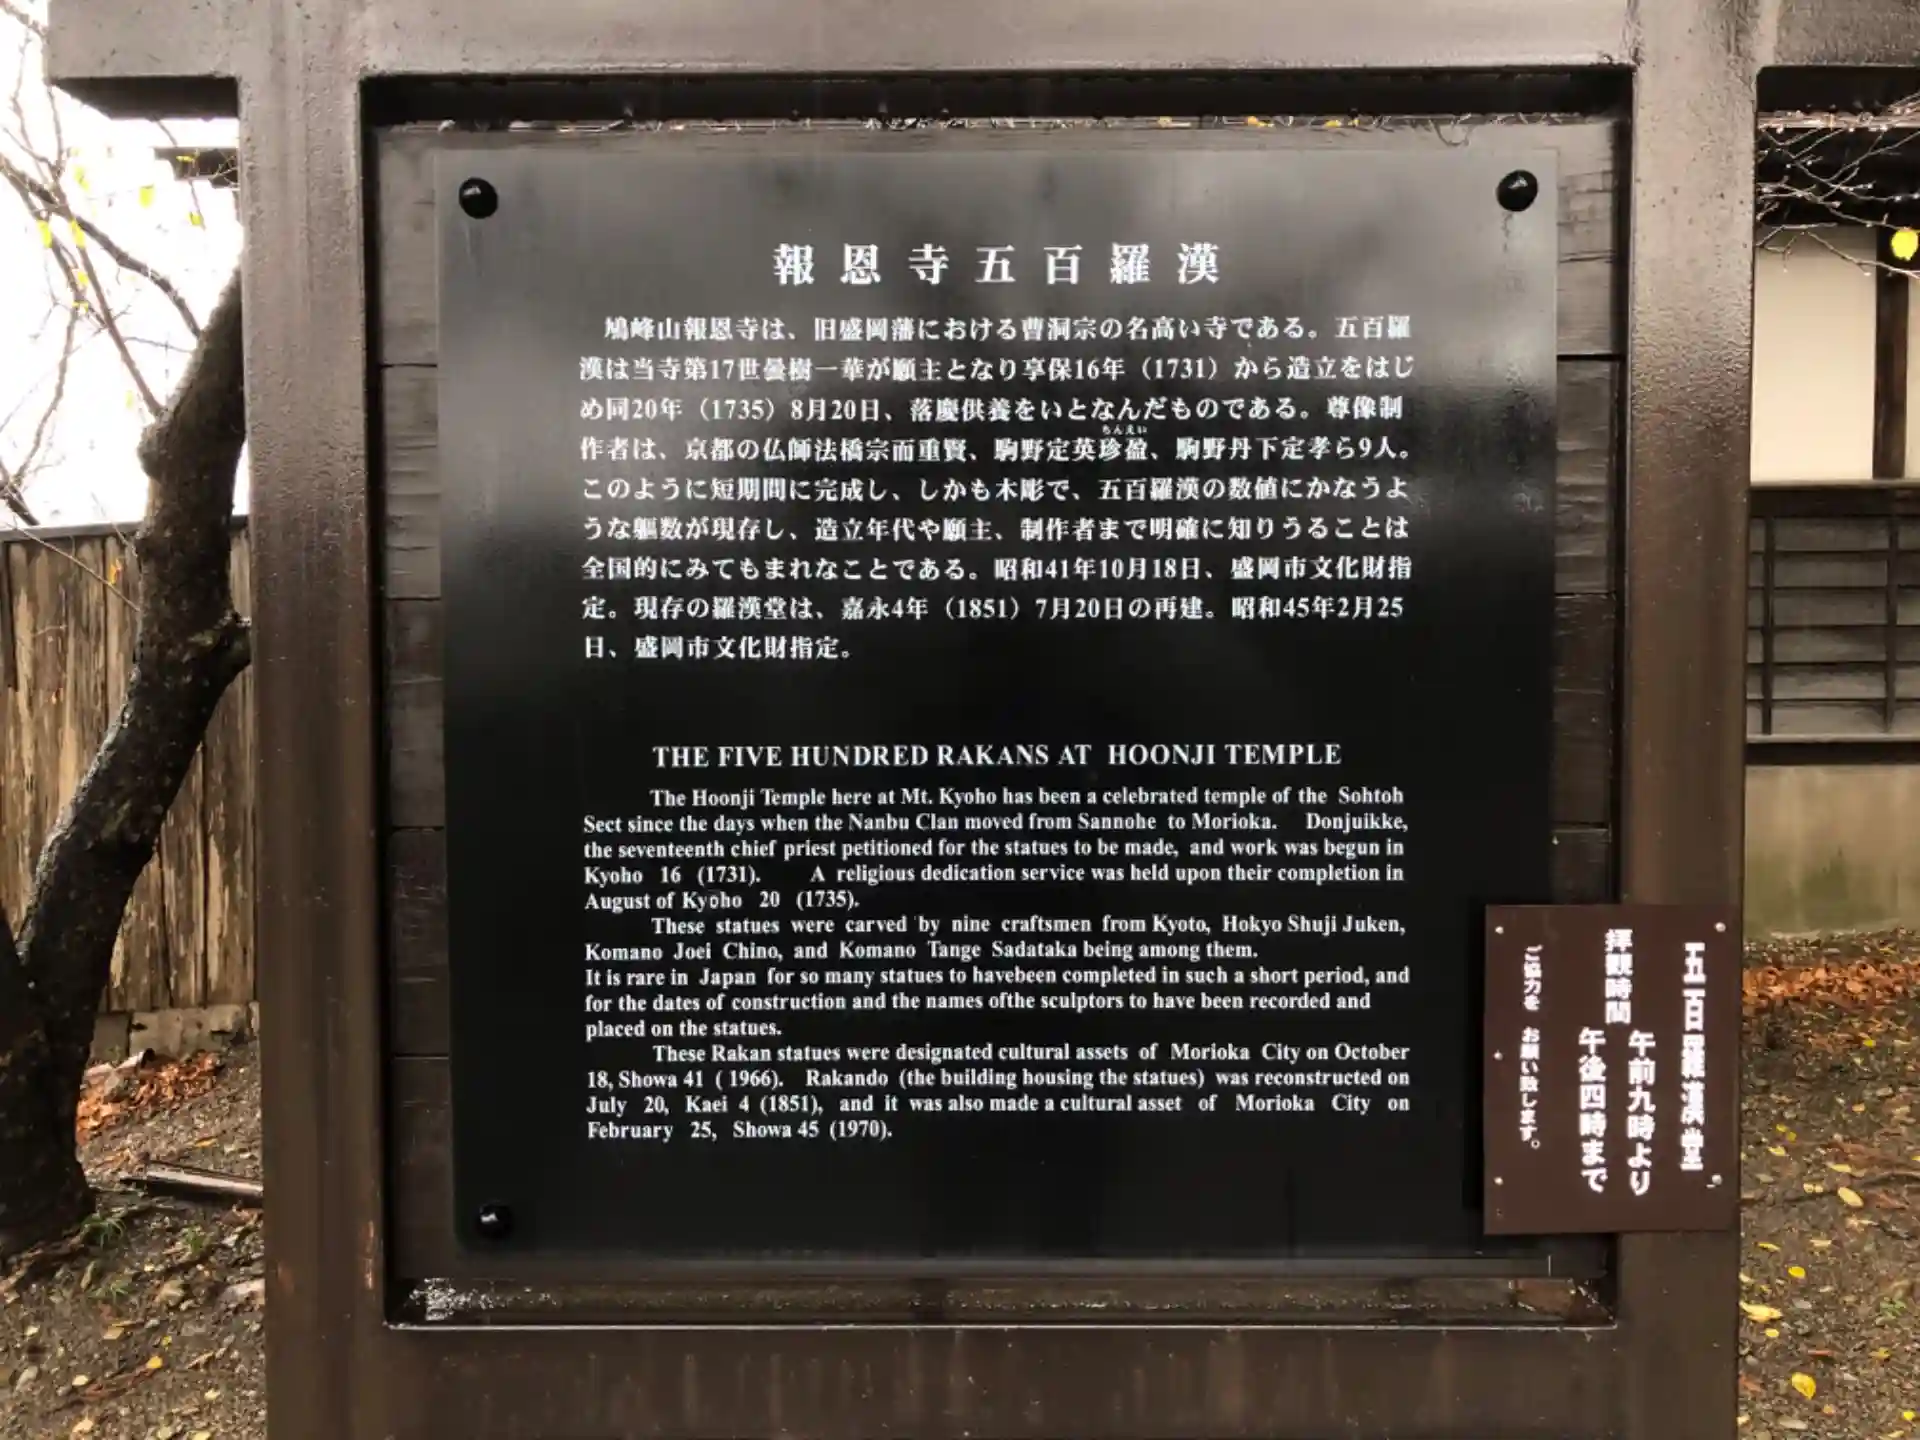 報恩寺五百羅漢
鳩峰山報恩寺は、旧盛岡藩における曹洞宗の名高い寺である。五百羅
漢は当寺第17世曇樹一華が願主となり享保16年（1731）から造立をはじ
め同20年（1735）8月20日、落慶供養をいとなんだものである。尊像制
ちんえい
作者は、京都の仏師法橋宗而重賢、駒野定英珍盈、駒野丹下定孝ら9人。
このように短期間に完成し、しかも木彫で、五百羅漢の数値にかなうよ
うな軀数が現存し、造立年代や願主、制作者まで明確に知りうることは
全国的にみてもまれなことである。昭和41年10月18日、盛岡市文化財指
定。現存の羅漢堂は、嘉永4年（1851）7月20日の再建。昭和45年2月25
日、盛岡市文化財指定。
THE FIVE HUNDRED RAKANS AT HOONJI TEMPLE
The Hoonji Temple here at Mt. Kyoho has been a celebrated temple of the Sohtoh
Sect since the days when the Nanbu Clan moved from Sannohe to Morioka. Donjuikke,
the seventeenth chief priest petitioned for the statues to be made, and work was begun in
Kyoho 16 (1731). A religious dedication service was held upon their completion in
August of Kyoho 20 (1735).
These statues were carved by nine craftsmen from Kyoto, Hokyo Shuji Juken,
Komano Joei Chino, and Komano Tange Sadataka being among them.
It is rare in Japan for so many statues to havebeen completed in such a short period, and
for the dates of construction and the names ofthe sculptors to have been recorded and
placed on the statues.
These Rakan statues were designated cultural assets of Morioka City on October
18, Showa 41 ( 1966). Rakando (the building housing the statues) was reconstructed on
July 20, Kaei 4 (1851), and it was also made a cultural asset of Morioka City on
February 25, Showa 45 (1970).
五百羅漢堂
拝観時間
午前九時より
午後四時まで
ご協力を お願い致します。